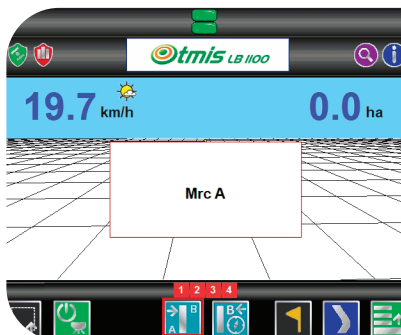 Otmis LB 1100
19.7 km/h
0.0 ha
Mrc A
1 2 3 4
A B
B
i